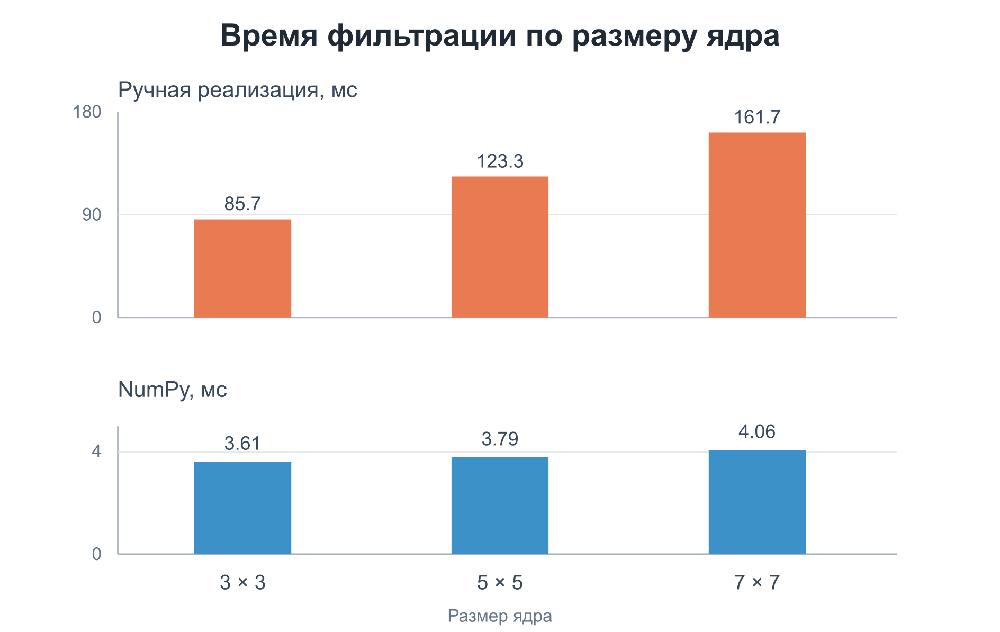 Время фильтрации по размеру ядра
Ручная реализация, мс
180
161.7
123.3
85.7
90
0
NumPy, мс
4.06
3.79
3.61
4
0
3 × 3
5 × 5
7 × 7
Размер ядра